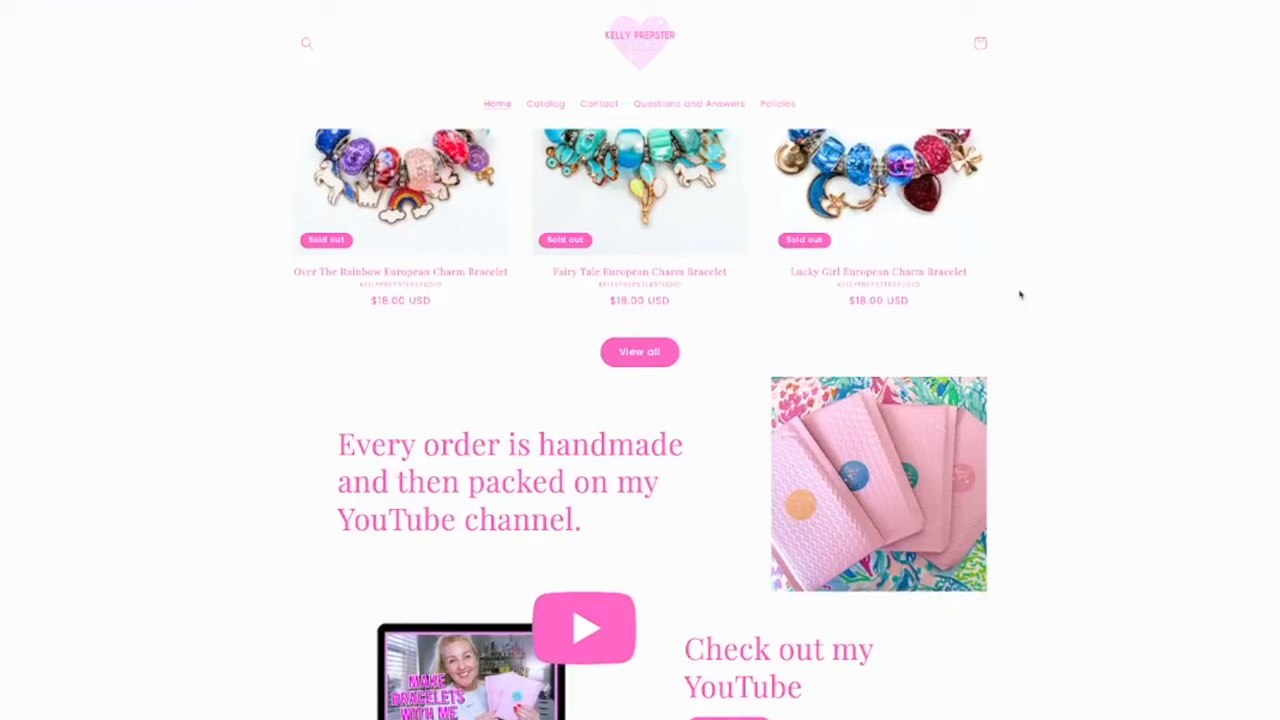 KELLY PREPSTER
Home Catalog Contact Questions and Answers Policies
Sold out Sold out Sold out
Over The Rainbow European Charm Bracelet Fairy Tale European Charm Bracelet Lucky Girl European Charm Bracelet
KELLYPREPSTERSTUDIO KELLYPREPSTERSTUDIO KELLYPREPSTERSTUDIO
$18.00 USD $18.00 USD $18.00 USD
View all
Every order is handmade
and then packed on my
YouTube channel.
Check out my
YouTube
MAKE
BRACELETS
WITH ME